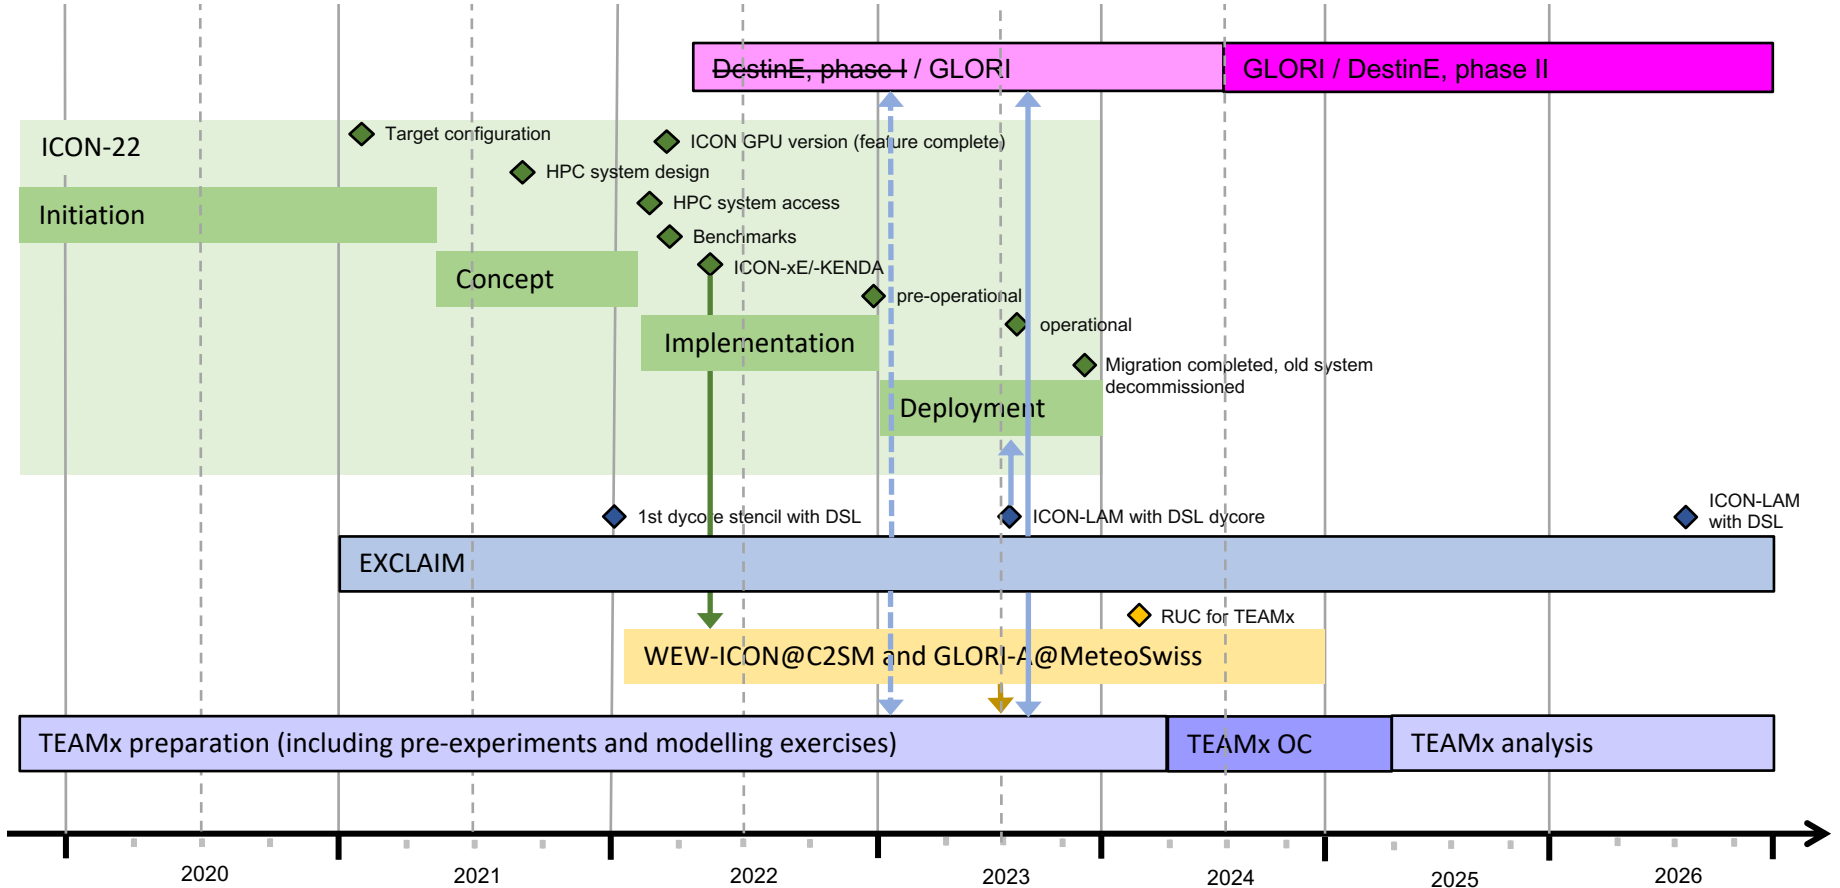 DestinE, phase I / GLORI
GLORI / DestinE, phase II
ICON-22
Target configuration
ICON GPU version (feature complete)
HPC system design
Initiation
HPC system access
Benchmarks
ICON-xE/-KENDA
Concept
pre-operational
operational
Implementation
Migration completed, old system
decommissioned
Deployment
1st dycore stencil with DSL
ICON-LAM with DSL dycore
ICON-LAM
with DSL
EXCLAIM
RUC for TEAMx
WEW-ICON@C2SM and GLORI-A@MeteoSwiss
TEAMx preparation (including pre-experiments and modelling exercises)
TEAMx OC
TEAMx analysis
2020
2021
2022
2023
2024
2025
2026